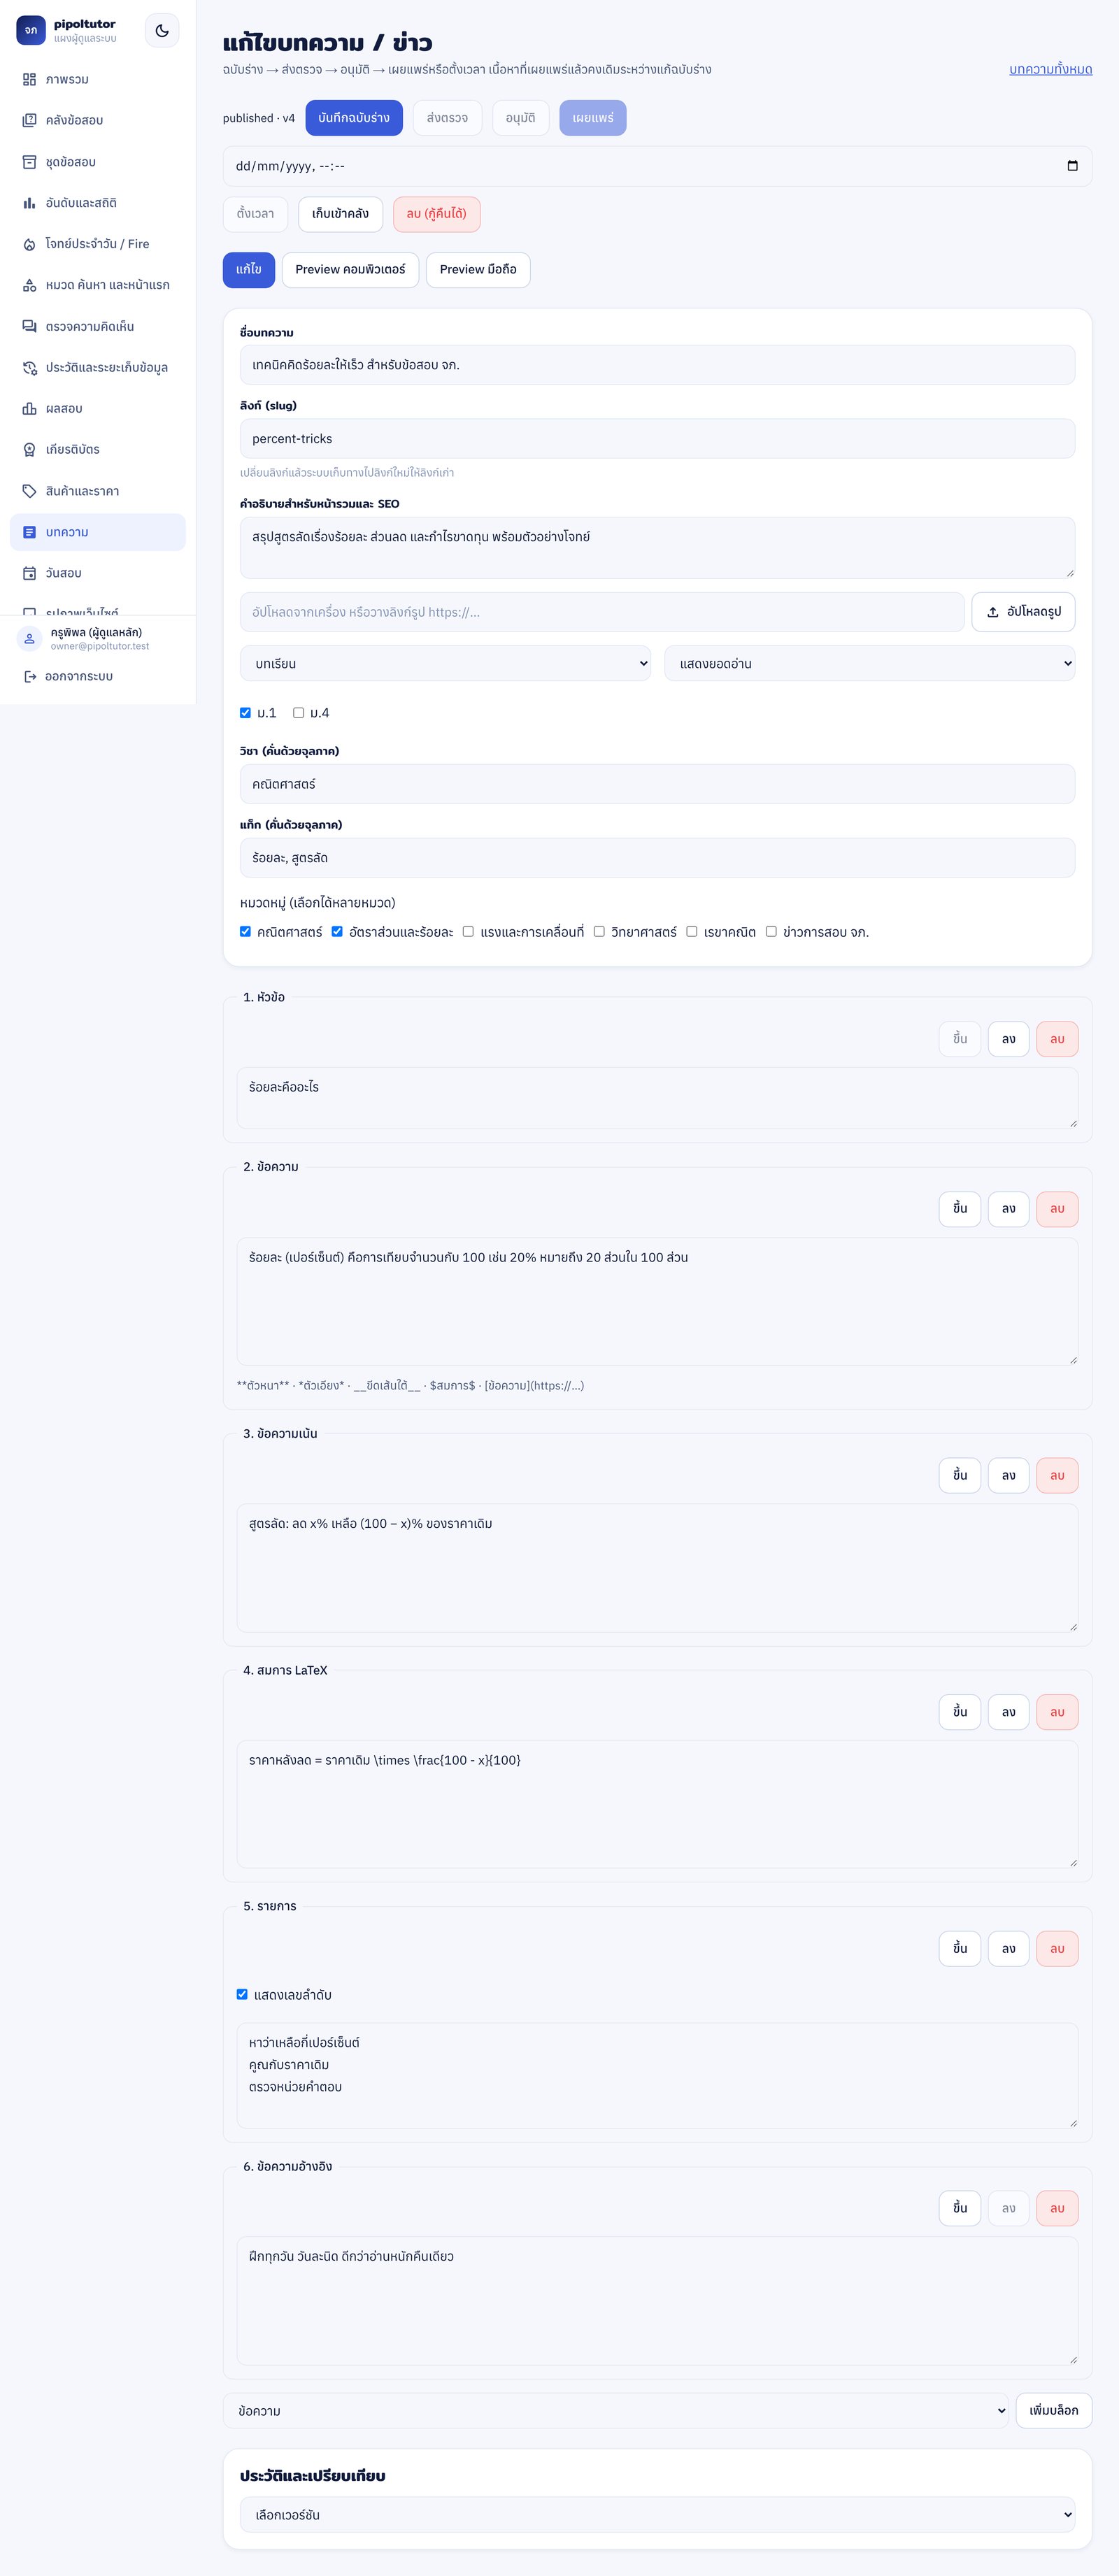 จภ
pipoltutor
แผงผู้ดูแลระบบ
ภาพรวม
คลังข้อสอบ
ชุดข้อสอบ
อันดับและสถิติ
โจทย์ประจำวัน / Fire
หมวด ค้นหา และหน้าแรก
ตรวจความคิดเห็น
ประวัติและระยะเก็บข้อมูล
ผลสอบ
เกียรติบัตร
สินค้าและราคา
บทความ
วันสอบ
รูปภาพเว็บไซต์
ครูพิพล (ผู้ดูแลหลัก)
owner@pipoltutor.test
ออกจากระบบ
แก้ไขบทความ / ข่าว
ฉบับร่าง → ส่งตรวจ → อนุมัติ → เผยแพร่หรือตั้งเวลา เนื้อหาที่เผยแพร่แล้วคงเดิมระหว่างแก้ฉบับร่าง
บทความทั้งหมด
published · v4 บันทึกฉบับร่าง ส่งตรวจ อนุมัติ เผยแพร่
dd/mm/yyyy, --:--
ตั้งเวลา เก็บเข้าคลัง ลบ (กู้คืนได้)
แก้ไข Preview คอมพิวเตอร์ Preview มือถือ
ชื่อบทความ
เทคนิคคิดร้อยละให้เร็ว สำหรับข้อสอบ จภ.
ลิงก์ (slug)
percent-tricks
เปลี่ยนลิงก์แล้วระบบเก็บทางไปลิงก์ใหม่ให้ลิงก์เก่า
คำอธิบายสำหรับหน้ารวมและ SEO
สรุปสูตรลัดเรื่องร้อยละ ส่วนลด และกำไรขาดทุน พร้อมตัวอย่างโจทย์
อัปโหลดจากเครื่อง หรือวางลิงก์รูป https://… อัปโหลดรูป
บทเรียน แสดงยอดอ่าน
ม.1 ม.4
วิชา (คั่นด้วยจุลภาค)
คณิตศาสตร์
แท็ก (คั่นด้วยจุลภาค)
ร้อยละ, สูตรลัด
หมวดหมู่ (เลือกได้หลายหมวด)
คณิตศาสตร์ อัตราส่วนและร้อยละ แรงและการเคลื่อนที่ วิทยาศาสตร์ เรขาคณิต ข่าวการสอบ จภ.
1. หัวข้อ
ขึ้น ลง ลบ
ร้อยละคืออะไร
2. ข้อความ
ขึ้น ลง ลบ
ร้อยละ (เปอร์เซ็นต์) คือการเทียบจำนวนกับ 100 เช่น 20% หมายถึง 20 ส่วนใน 100 ส่วน
**ตัวหนา** · *ตัวเอียง* · __ขีดเส้นใต้__ · $สมการ$ · [ข้อความ](https://…)
3. ข้อความเน้น
ขึ้น ลง ลบ
สูตรลัด: ลด x% เหลือ (100 − x)% ของราคาเดิม
4. สมการ LaTeX
ขึ้น ลง ลบ
ราคาหลังลด = ราคาเดิม \times \frac{100 - x}{100}
5. รายการ
ขึ้น ลง ลบ
แสดงเลขลำดับ
หาว่าเหลือกี่เปอร์เซ็นต์
คูณกับราคาเดิม
ตรวจหน่วยคำตอบ
6. ข้อความอ้างอิง
ขึ้น ลง ลบ
ฝึกทุกวัน วันละนิด ดีกว่าอ่านหนักคืนเดียว
ข้อความ เพิ่มบล็อก
ประวัติและเปรียบเทียบ
เลือกเวอร์ชัน